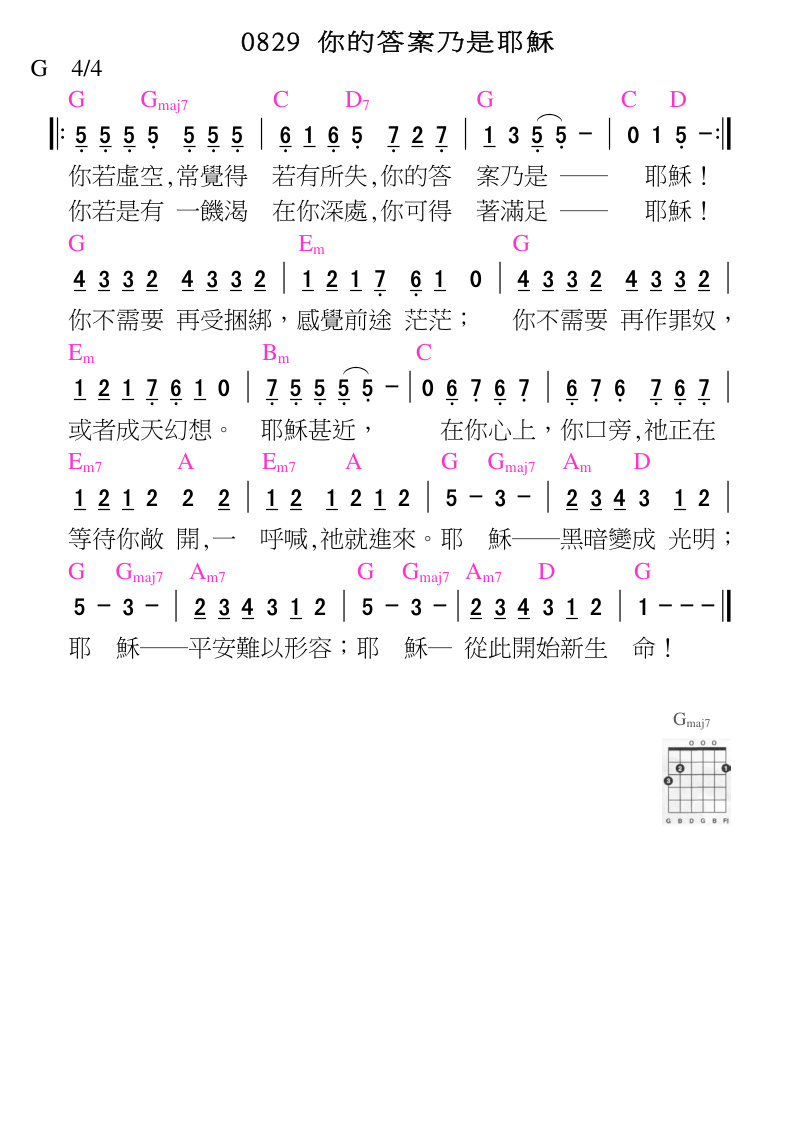 0829 你的答案乃是耶穌
G 4/4
G Gmaj7 C D7 G C D
5 5 5 5 5 5 5 | 6 1 6 5 7 2 7 | 1 3 5 5 - | 0 1 5 -
你若虛空,常覺得 若有所失,你的答 案乃是 —— 耶穌！
你若是有 一饑渴 在你深處,你可得 著滿足 —— 耶穌！
G Em G
4 3 3 2 4 3 3 2 | 1 2 1 7 6 1 0 | 4 3 3 2 4 3 3 2 |
你不需要 再受捆綁，感覺前途 茫茫； 你不需要 再作罪奴，
Em Bm C
1 2 1 7 6 1 0 | 7 5 5 5 5 - | 0 6 7 6 7 | 6 7 6 7 6 7 |
或者成天幻想。 耶穌甚近， 在你心上，你口旁,祂正在
Em7 A Em7 A G Gmaj7 Am D
1 2 1 2 2 2 | 1 2 1 2 1 2 | 5 - 3 - | 2 3 4 3 1 2 |
等待你敞 開,一 呼喊,祂就進來。耶 穌——黑暗變成 光明；
G Gmaj7 Am7 G Gmaj7 Am7 D G
5 - 3 - | 2 3 4 3 1 2 | 5 - 3 - | 2 3 4 3 1 2 | 1 - - -
耶 穌——平安難以形容；耶 穌— 從此開始新生 命！
Gmaj7
O O O
2 1
3
G B D G B F#